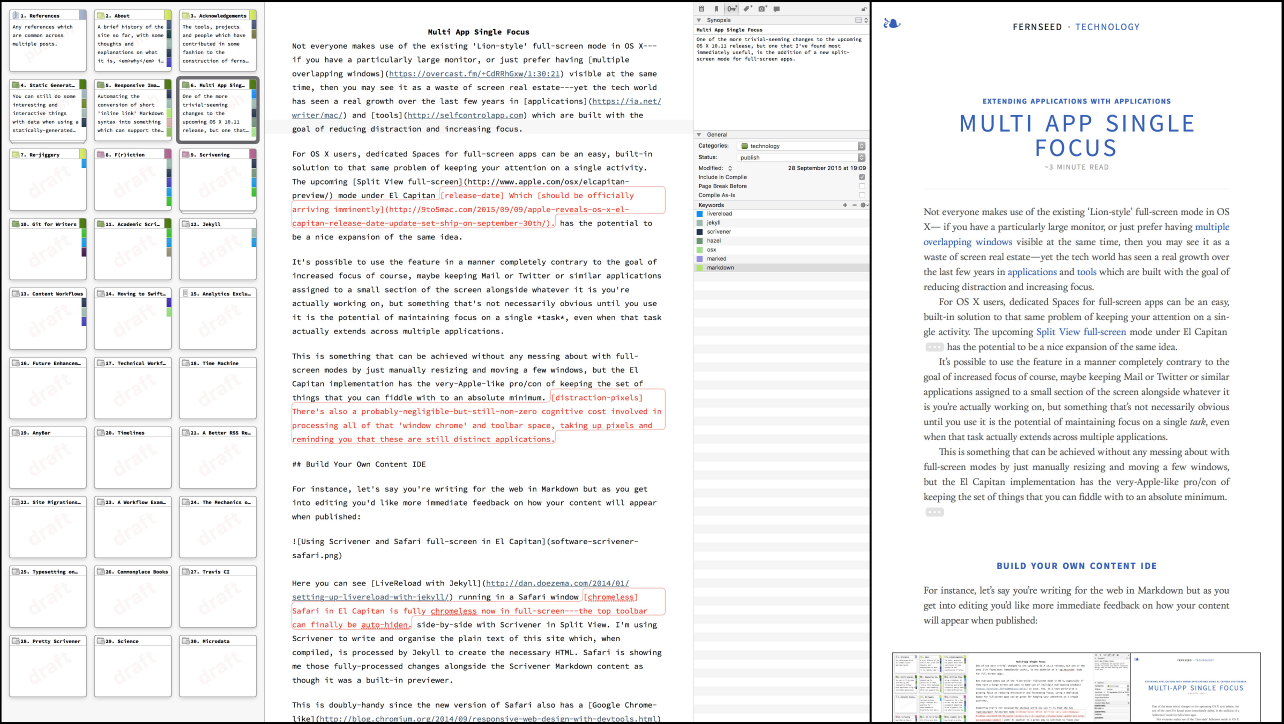 1. References
Any references which
are common across
multiple posts.
2. About
A brief history of the
site so far, with some
thoughts and
explanations on what
it is, <em>why</em> i…
3. Acknowledgements
The tools, projects
and people which have
contributed in some
fashion to the
construction of ferns…
4. Static Generat…
You can still do some
interesting and
interactive things
with data when using a
statically-generated…
5. Responsive Ima…
Automating the
conversion of short
'inline link' Markdown
syntax into something
which can support the…
6. Multi App Sing…
One of the more
trivial-seeming
changes to the
upcoming OS X 10.11
release, but one that…
7. Re-jiggery
8. F(r)iction
9. Scrivening
10. Git for Writers
11. Academic Scri…
12. Jekyll
13. Content Workflows
14. Moving to Swift…
15. Analytics Exclu…
16. Future Enhancem…
17. Technical Workf…
18. Time Machine
19. AnyBar
20. Timelines
21. A Better RSS Re…
22. Site Migrations…
23. A Workflow Exam…
24. The Mechanics o…
25. Typesetting on…
26. Commonplace Books
27. Travis CI
28. Pretty Scrivener
29. Science
30. Microdata
Multi App Single Focus
Not everyone makes use of the existing 'Lion-style' full-screen mode in OS X---
if you have a particularly large monitor, or just prefer having [multiple
overlapping windows](https://overcast.fm/+CdRRhGxw/1:30:21) visible at the same
time, then you may see it as a waste of screen real estate---yet the tech world
has seen a real growth over the last few years in [applications](https://ia.net/
writer/mac/) and [tools](http://selfcontrolapp.com) which are built with the
goal of reducing distraction and increasing focus.
For OS X users, dedicated Spaces for full-screen apps can be an easy, built-in
solution to that same problem of keeping your attention on a single activity.
The upcoming [Split View full-screen](http://www.apple.com/osx/elcapitan-
preview/) mode under El Capitan [release-date] Which [should be officially
arriving imminently](http://9to5mac.com/2015/09/09/apple-reveals-os-x-el-
capitan-release-date-update-set-ship-on-september-30th/). has the potential to
be a nice expansion of the same idea.
It's possible to use the feature in a manner completely contrary to the goal of
increased focus of course, maybe keeping Mail or Twitter or similar applications
assigned to a small section of the screen alongside whatever it is you're
actually working on, but something that's not necessarily obvious until you use
it is the potential of maintaining focus on a single *task*, even when that task
actually extends across multiple applications.
This is something that can be achieved without any messing about with full-
screen modes by just manually resizing and moving a few windows, but the El
Capitan implementation has the very-Apple-like pro/con of keeping the set of
things that you can fiddle with to an absolute minimum. [distraction-pixels]
There's also a probably-negligible-but-still-non-zero cognitive cost involved in
processing all of that 'window chrome' and toolbar space, taking up pixels and
reminding you that these are still distinct applications.
## Build Your Own Content IDE
For instance, let's say you're writing for the web in Markdown but as you get
into editing you'd like more immediate feedback on how your content will appear
when published:
![Using Scrivener and Safari full-screen in El Capitan](software-scrivener-
safari.png)
Here you can see [LiveReload with Jekyll](http://dan.doezema.com/2014/01/
setting-up-livereload-with-jekyll/) running in a Safari window [chromeless]
Safari in El Capitan is fully chromeless now in full-screen---the top toolbar
can finally be auto-hiden. side-by-side with Scrivener in Split View. I'm using
Scrivener to write and organise the plain text of this site which, when
compiled, is processed by Jekyll to create the necessary HTML. Safari is showing
me those fully-processed changes alongside the Scrivener Markdown content as
though it was a built-in previewer.
The new version of Safari also has a [Google Chrome-
like](http://blog.chromium.org/2014/09/responsive-web-design-with-devtools.html)
Synopsis
Multi App Single Focus
One of the more trivial-seeming changes to the upcoming
OS X 10.11 release, but one that I've found most
immediately useful, is the addition of a new split-
screen mode for full-screen apps.
General
Categories: technology
Status: publish
Modified: 28 September 2015 at 19:09
Include in Compile
Page Break Before
Compile As-Is
Keywords
livereload
jekyll
scrivener
hazel
osx
marked
markdown
FERNSEED · TECHNOLOGY
EXTENDING APPLICATIONS WITH APPLICATIONS
MULTI APP SINGLE
FOCUS
~3 MINUTE READ
Not everyone makes use of the existing 'Lion-style' full-screen mode in OS
X— if you have a particularly large monitor, or just prefer having multiple
overlapping windows visible at the same time, then you may see it as a
waste of screen real estate—yet the tech world has seen a real growth over
the last few years in applications and tools which are built with the goal of
reducing distraction and increasing focus.
For OS X users, dedicated Spaces for full-screen apps can be an easy,
built-in solution to that same problem of keeping your attention on a sin-
gle activity. The upcoming Split View full-screen mode under El Capitan
has the potential to be a nice expansion of the same idea.
It's possible to use the feature in a manner completely contrary to the
goal of increased focus of course, maybe keeping Mail or Twitter or similar
applications assigned to a small section of the screen alongside whatever it
is you're actually working on, but something that's not necessarily obvious
until you use it is the potential of maintaining focus on a single task, even
when that task actually extends across multiple applications.
This is something that can be achieved without any messing about with
full-screen modes by just manually resizing and moving a few windows,
but the El Capitan implementation has the very-Apple-like pro/con of
keeping the set of things that you can fiddle with to an absolute minimum.
BUILD YOUR OWN CONTENT IDE
For instance, let's say you're writing for the web in Markdown but as you
get into editing you'd like more immediate feedback on how your content
will appear when published:
MULTI-APP SINGLE FOCUS